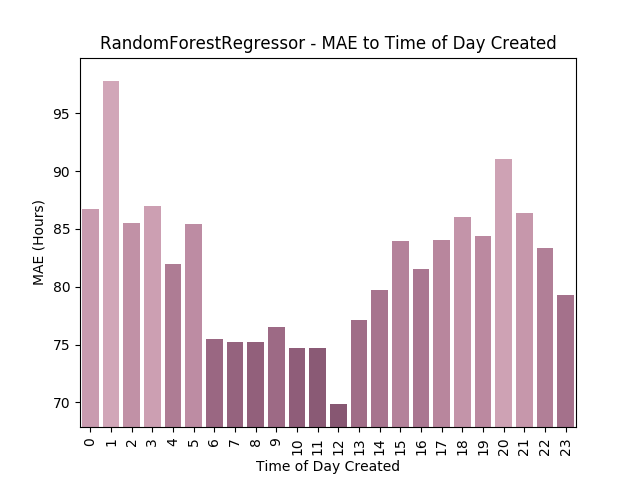 RandomForestRegressor - MAE to Time of Day Created
95
90
85
80
75
70
MAE (Hours)
0 1 2 3 4 5 6 7 8 9 10 11 12 13 14 15 16 17 18 19 20 21 22 23
Time of Day Created